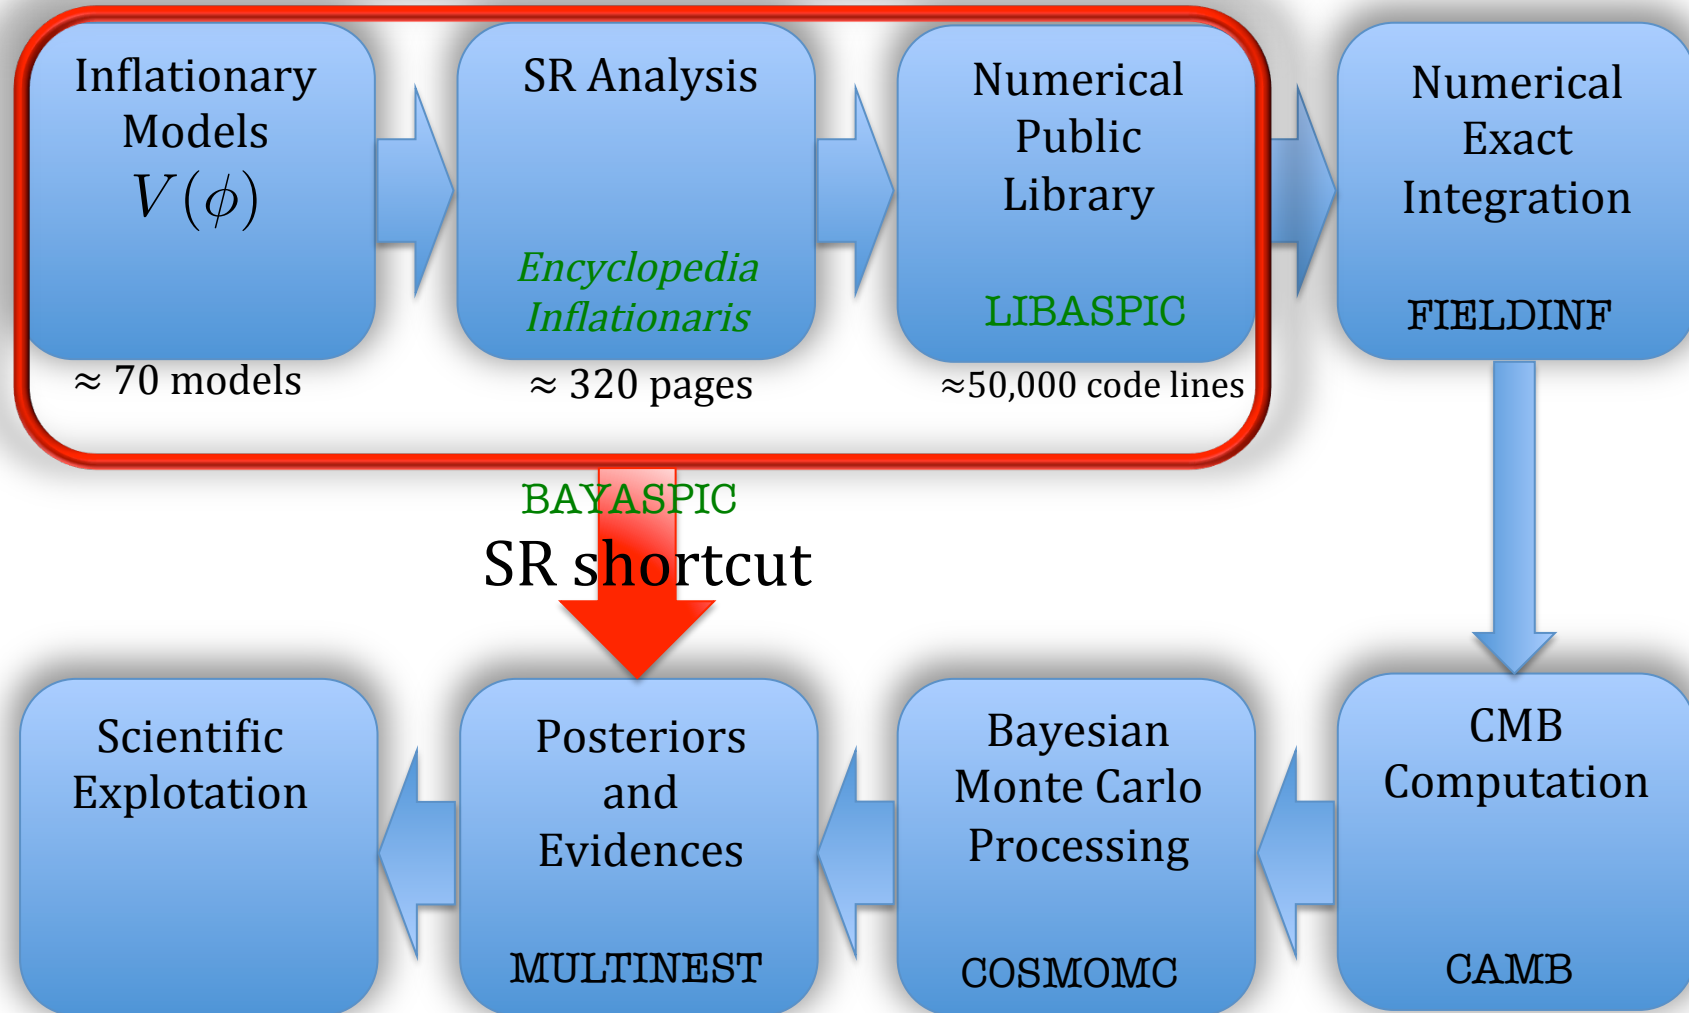 Inflationary
Models
V(ϕ)
≈ 70 models
SR Analysis
Encyclopedia
Inflationaris
≈ 320 pages
Numerical
Public
Library
LIBASPIC
≈50,000 code lines
Numerical
Exact
Integration
FIELDINF
BAYASPIC
SR shortcut
Scientific
Explotation
Posteriors
and
Evidences
MULTINEST
Bayesian
Monte Carlo
Processing
COSMOMC
CMB
Computation
CAMB